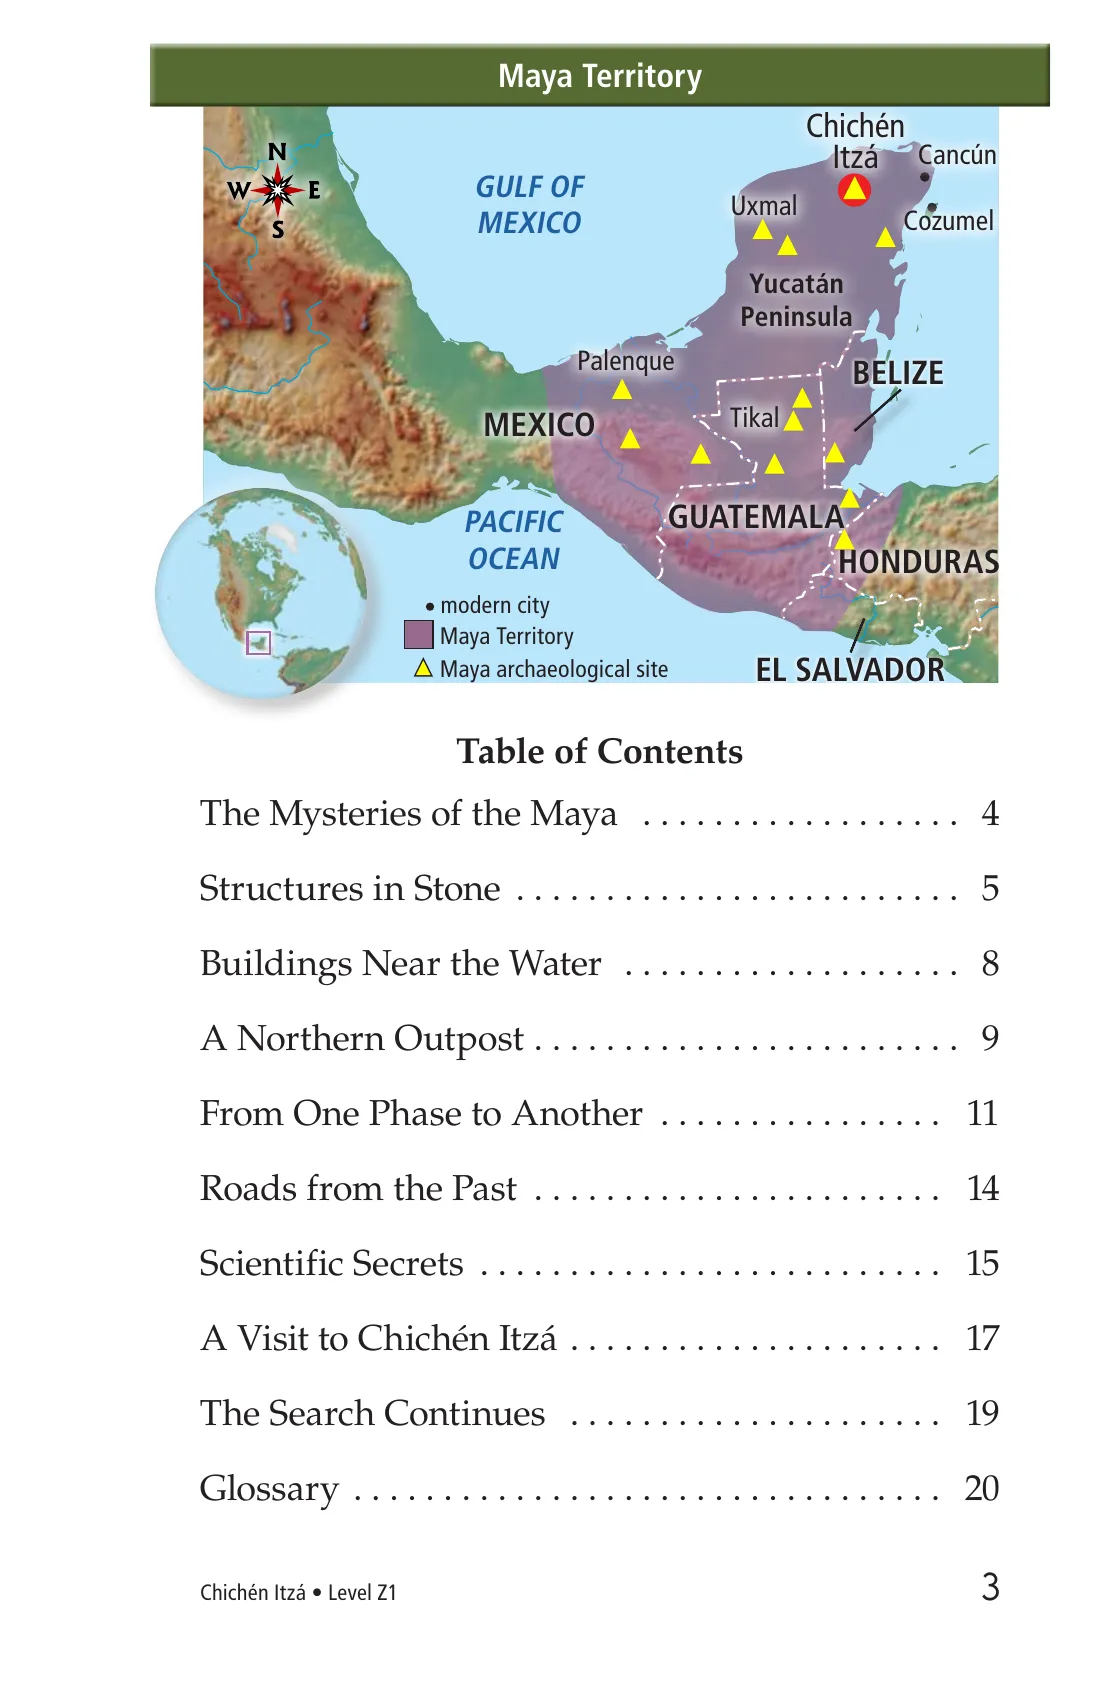 Maya Territory
N
W
E
S
GULF OF
MEXICO
Chichén
Itzá
Cancún
Uxmal
Cozumel
Yucatán
Peninsula
Palenque
BELIZE
MEXICO
Tikal
PACIFIC
OCEAN
GUATEMALA
HONDURAS
• modern city
Maya Territory
Maya archaeological site
EL SALVADOR
Table of Contents
The Mysteries of the Maya . . . . . . . . . . . . . . . . . . 4
Structures in Stone . . . . . . . . . . . . . . . . . . . . . . . . . 5
Buildings Near the Water . . . . . . . . . . . . . . . . . . . 8
A Northern Outpost . . . . . . . . . . . . . . . . . . . . . . . . 9
From One Phase to Another . . . . . . . . . . . . . . . . 11
Roads from the Past . . . . . . . . . . . . . . . . . . . . . . . 14
Scientific Secrets . . . . . . . . . . . . . . . . . . . . . . . . . . 15
A Visit to Chichén Itzá . . . . . . . . . . . . . . . . . . . . . 17
The Search Continues . . . . . . . . . . . . . . . . . . . . . 19
Glossary . . . . . . . . . . . . . . . . . . . . . . . . . . . . . . . . . 20
Chichén Itzá • Level Z1
3